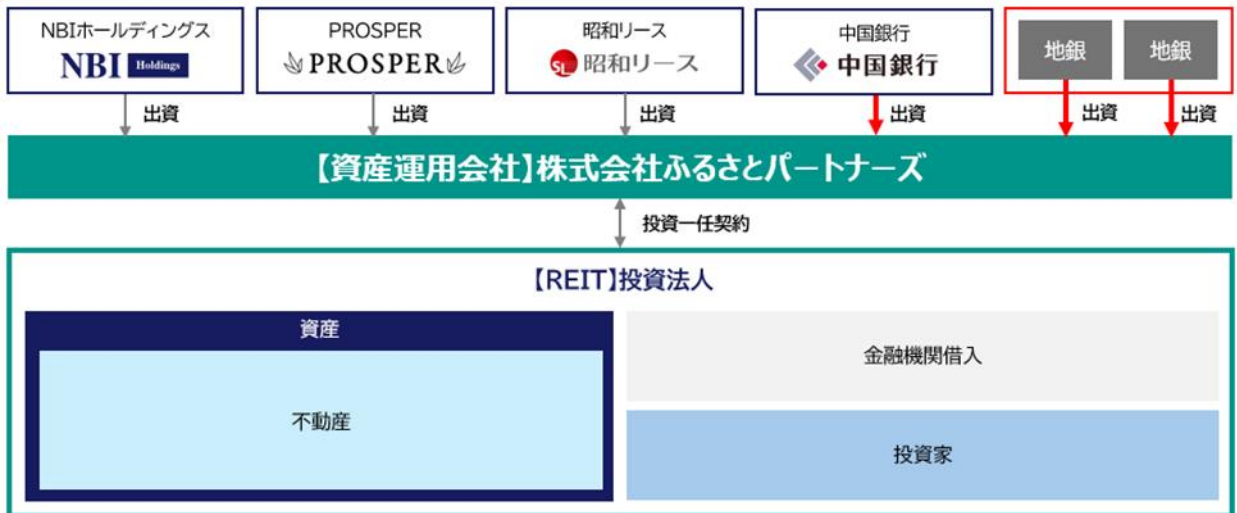 NBIホールディングス
NBI Holdings
PROSPER
PROSPER
昭和リース
SL 昭和リース
中国銀行
中国銀行
地銀
地銀
出資
出資
出資
出資
出資
出資
【資産運用会社】株式会社ふるさとパートナーズ
投資一任契約
【REIT】投資法人
資産
不動産
金融機関借入
投資家